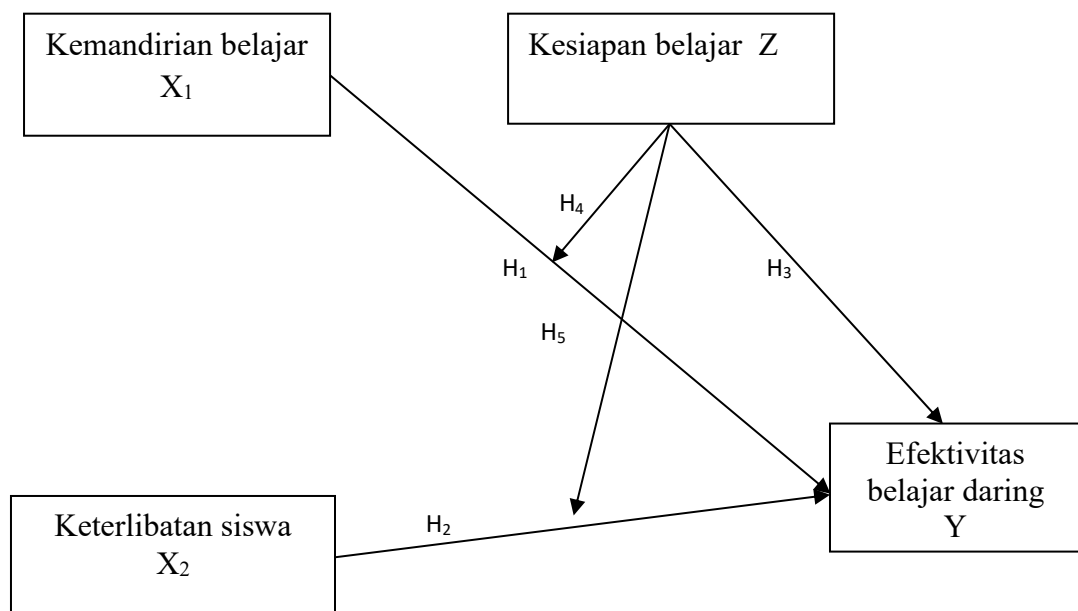 Kemandirian belajar
X₁
Kesiapan belajar Z
H₄
H₁
H₃
H₅
Efektivitas
belajar daring
Y
Keterlibatan siswa
X₂
H₂